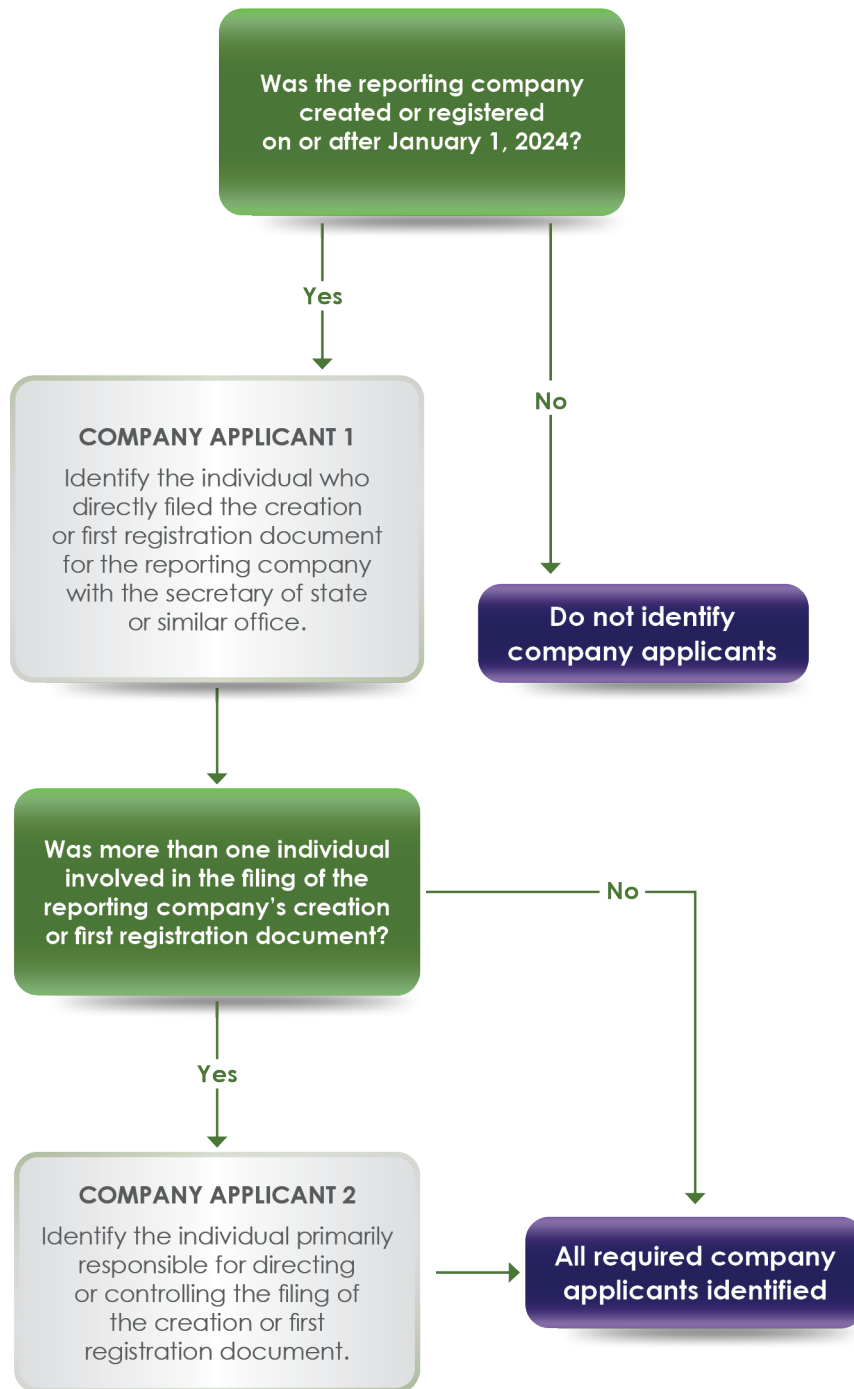 Was the reporting company
created or registered
on or after January 1, 2024?
Yes
No
COMPANY APPLICANT 1
Identify the individual who
directly filed the creation
or first registration document
for the reporting company
with the secretary of state
or similar office.
Do not identify
company applicants
Was more than one individual
involved in the filing of the
reporting company’s creation
or first registration document?
No
Yes
COMPANY APPLICANT 2
Identify the individual primarily
responsible for directing
or controlling the filing of
the creation or first
registration document.
All required company
applicants identified